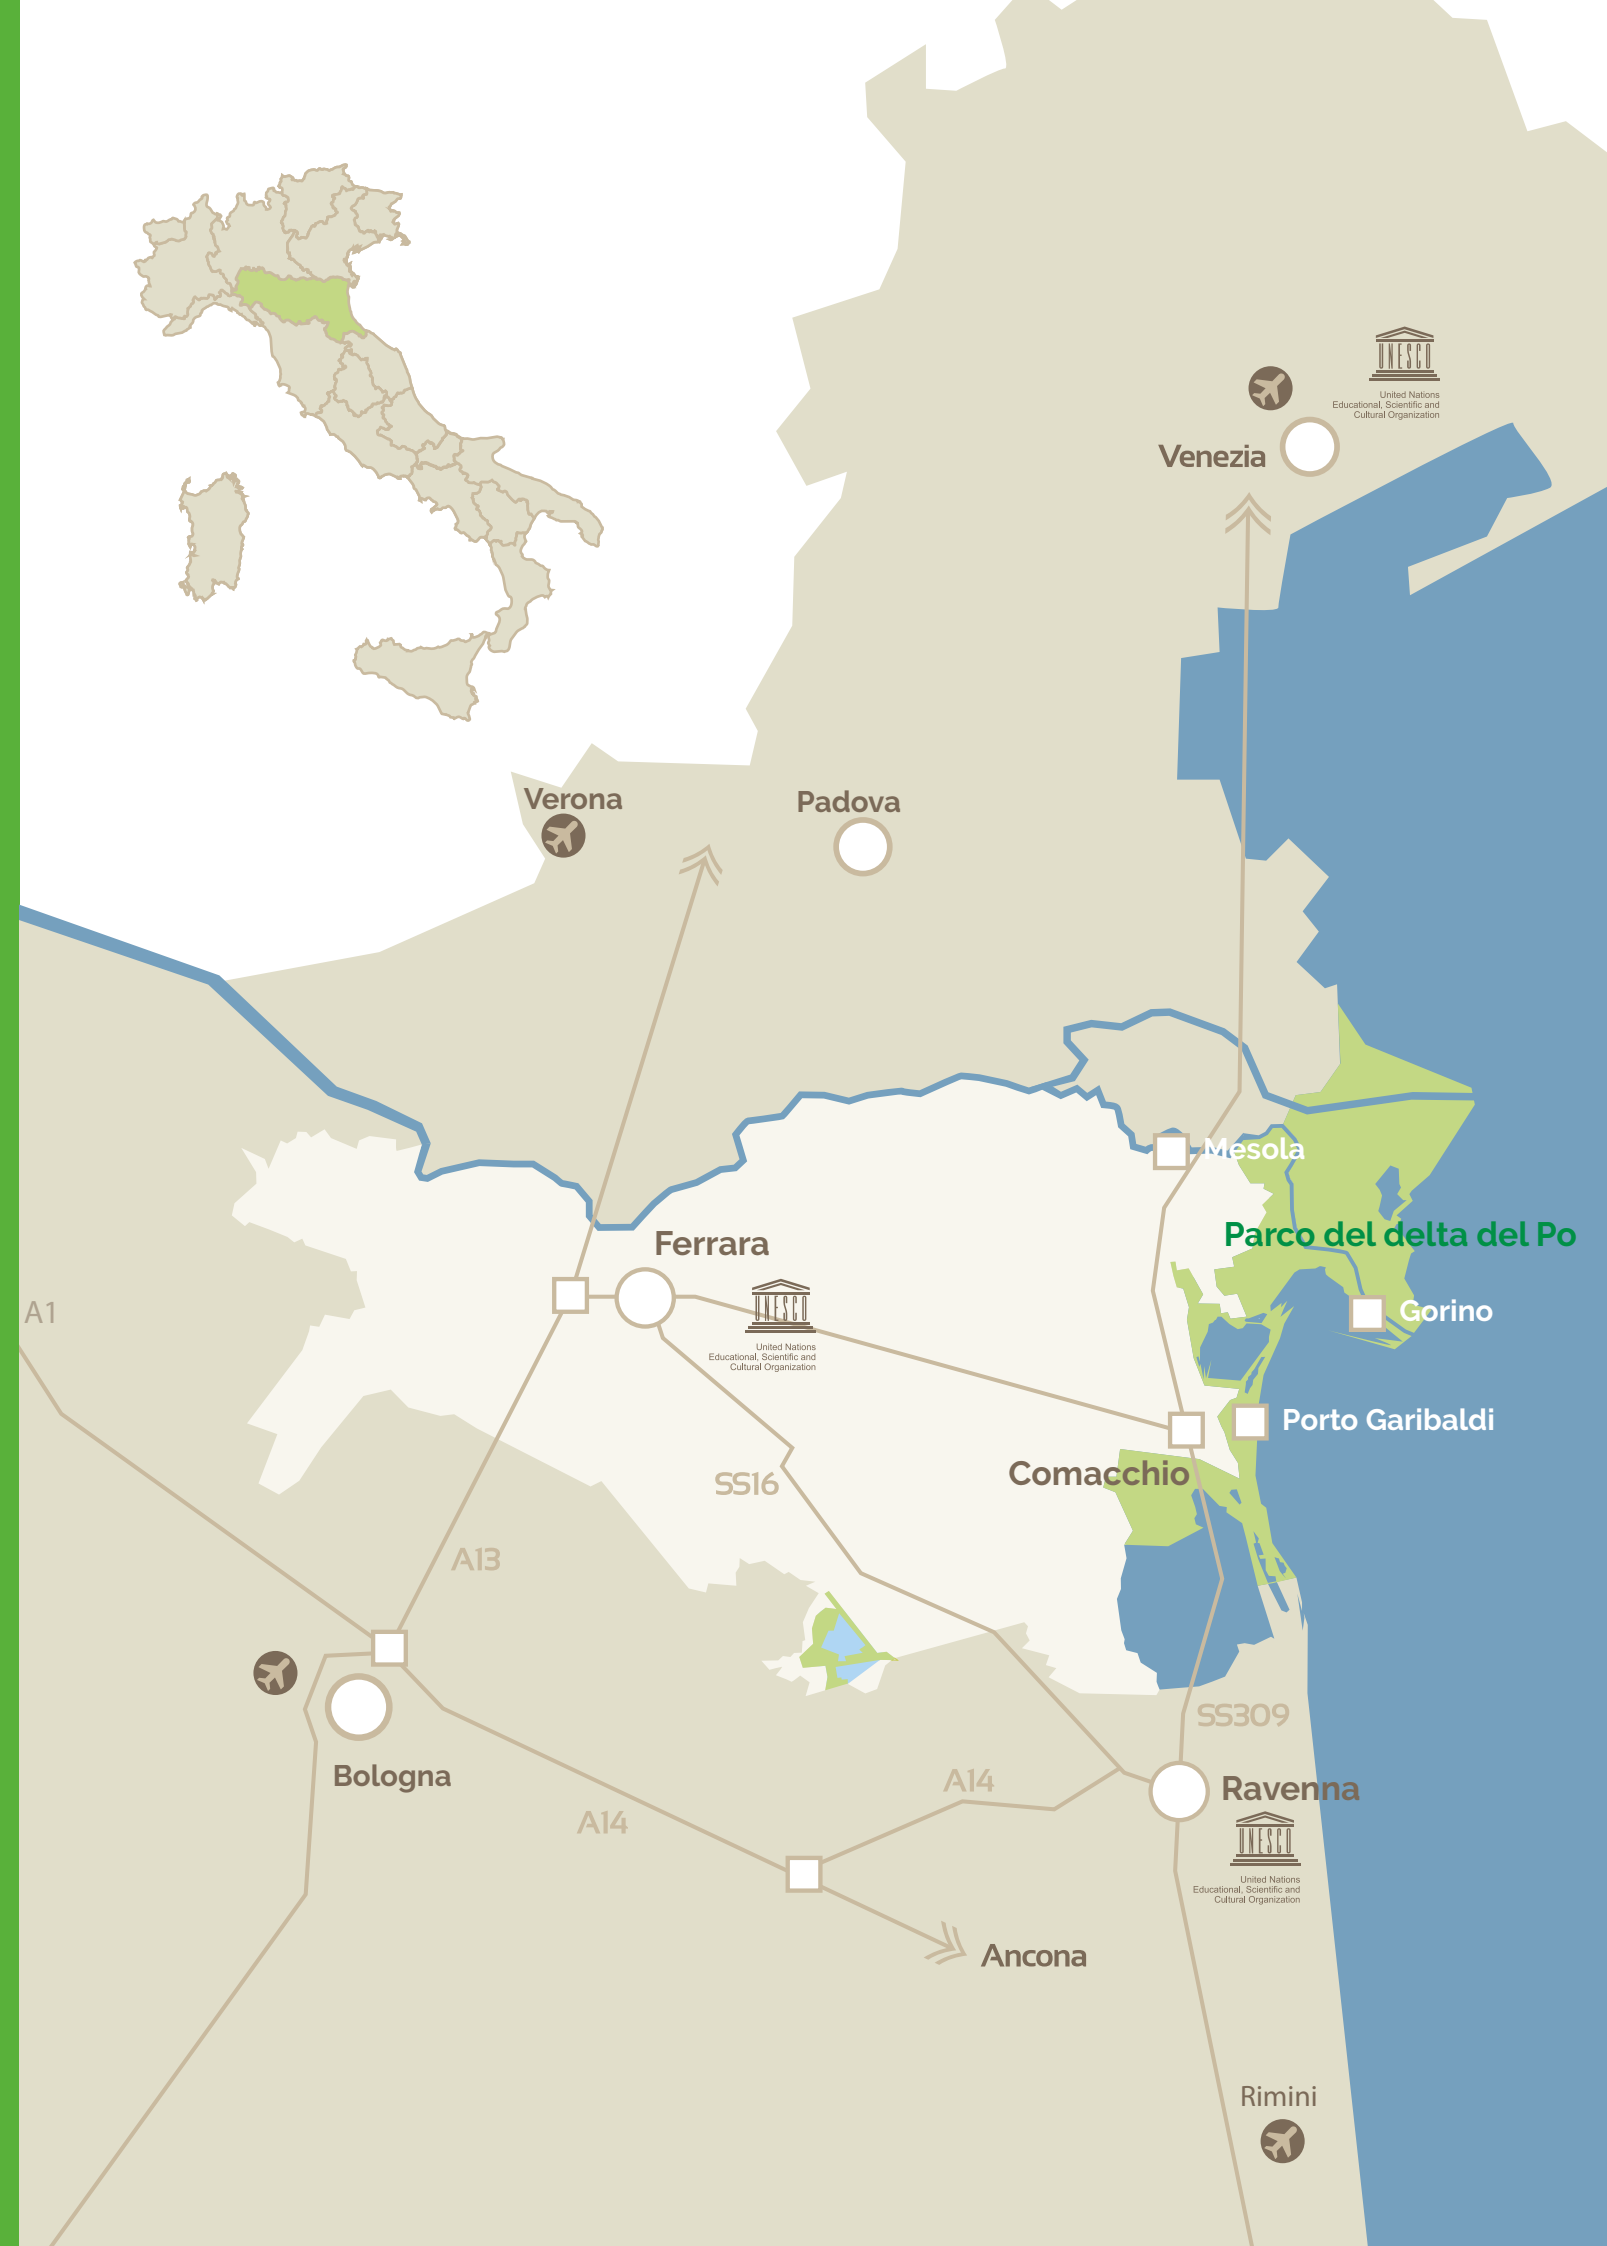 UNESCO
United Nations
Educational, Scientific and
Cultural Organization
Venezia
Verona
Padova
Mesola
Parco del delta del Po
Ferrara
UNESCO
United Nations
Educational, Scientific and
Cultural Organization
A1
Gorino
Porto Garibaldi
Comacchio
SS16
A13
SS309
Bologna
A14
A14
Ravenna
UNESCO
United Nations
Educational, Scientific and
Cultural Organization
Ancona
Rimini